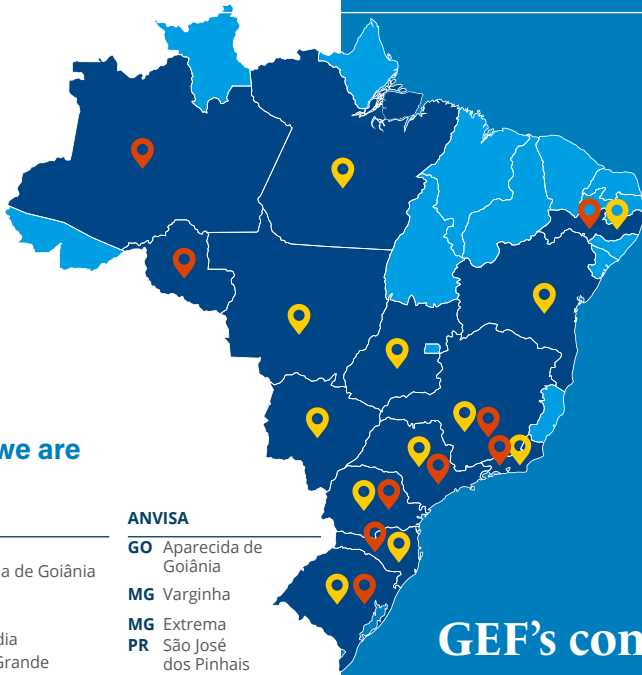 we are
a de Goiânia
dia
Grande
ANVISA
GO Aparecida de
Goiânia
MG Varginha
MG Extrema
PR São José
dos Pinhais
GEF's con